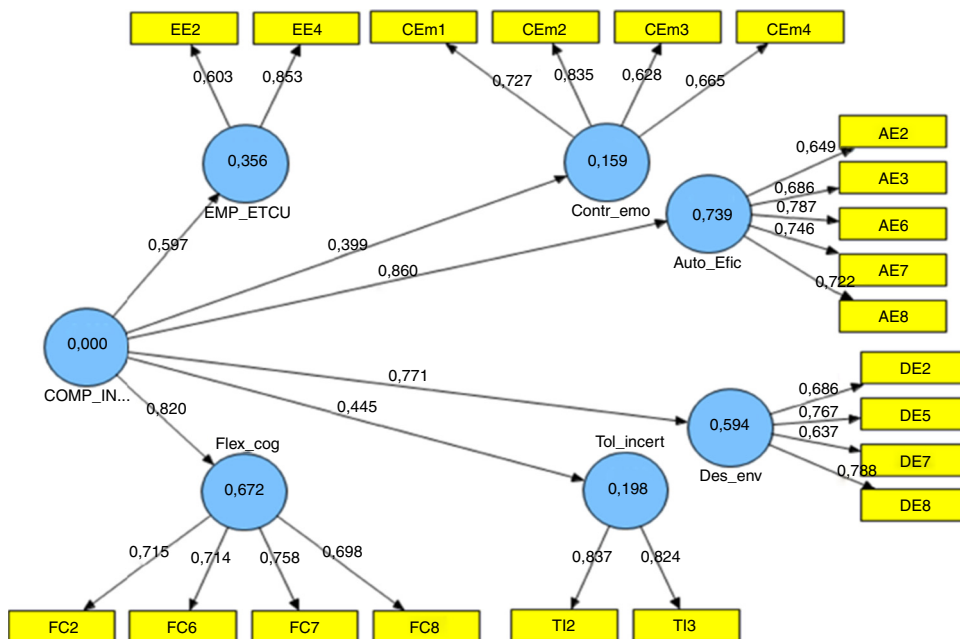 EE2
EE4
CEm1
CEm2
CEm3
CEm4
0,603
0,853
0,727
0,835
0,628
0,665
0,356
EMP_ETCU
0,159
Contr_emo
AE2
AE3
AE6
AE7
AE8
0,649
0,686
0,787
0,746
0,722
0,739
Auto_Efic
0,597
0,399
0,860
0,000
COMP_IN...
0,771
0,445
0,820
DE2
DE5
DE7
DE8
0,686
0,767
0,637
0,788
0,594
Des_env
Flex_cog
0,672
Tol_incert
0,198
0,715
0,714
0,758
0,698
0,837
0,824
FC2
FC6
FC7
FC8
TI2
TI3